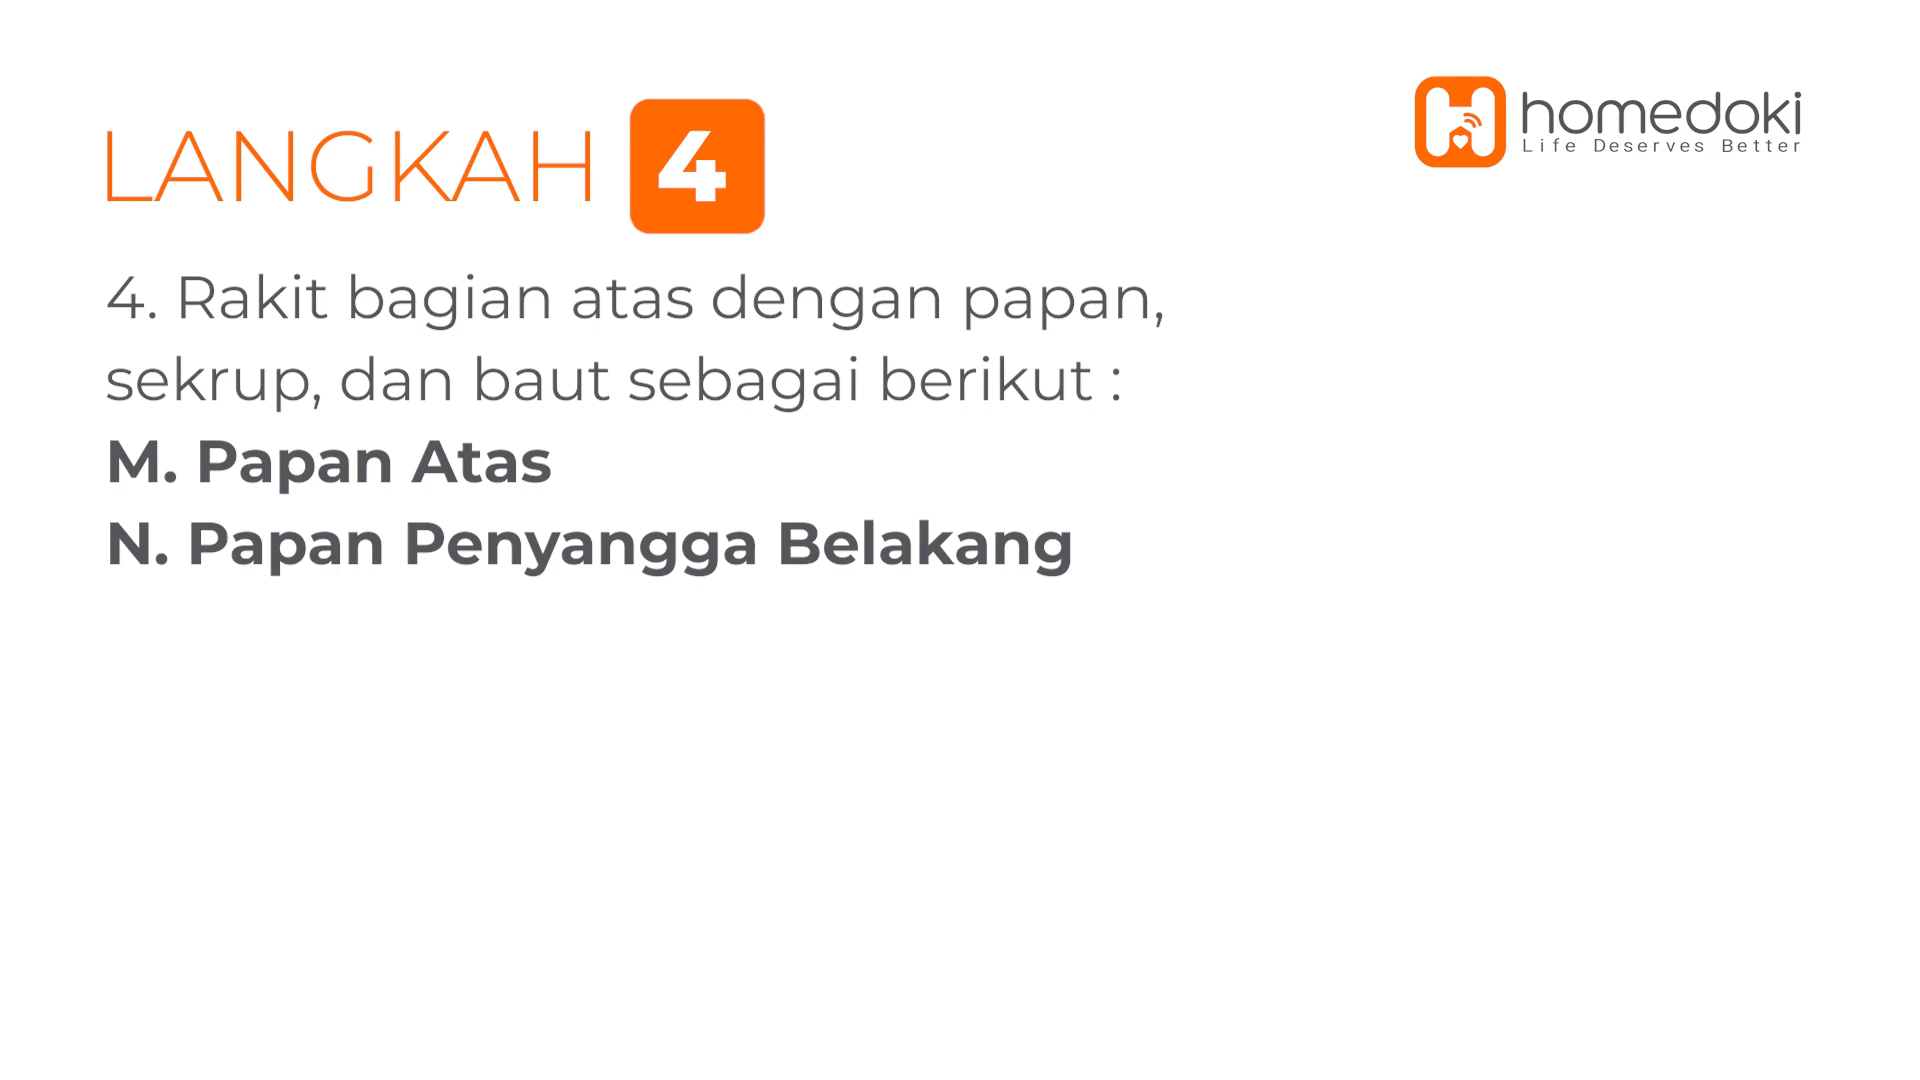 LANGKAH 4
homedoki
Life Deserves Better
4. Rakit bagian atas dengan papan,
sekrup, dan baut sebagai berikut :
M. Papan Atas
N. Papan Penyangga Belakang